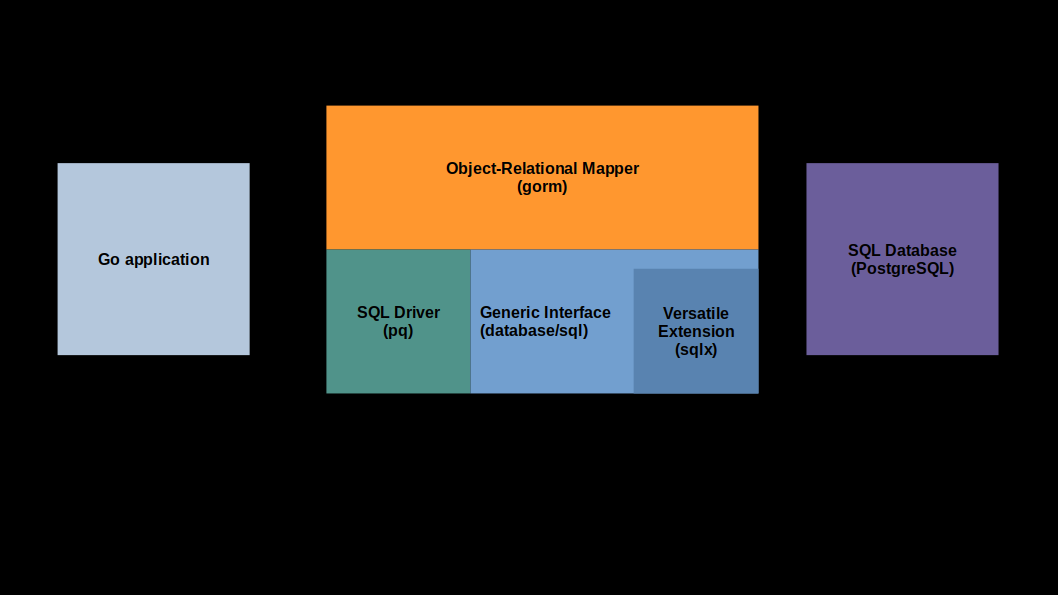 Object-Relational Mapper
(gorm)
Go application
SQL Database
(PostgreSQL)
SQL Driver
(pq)
Generic Interface
(database/sql)
Versatile
Extension
(sqlx)